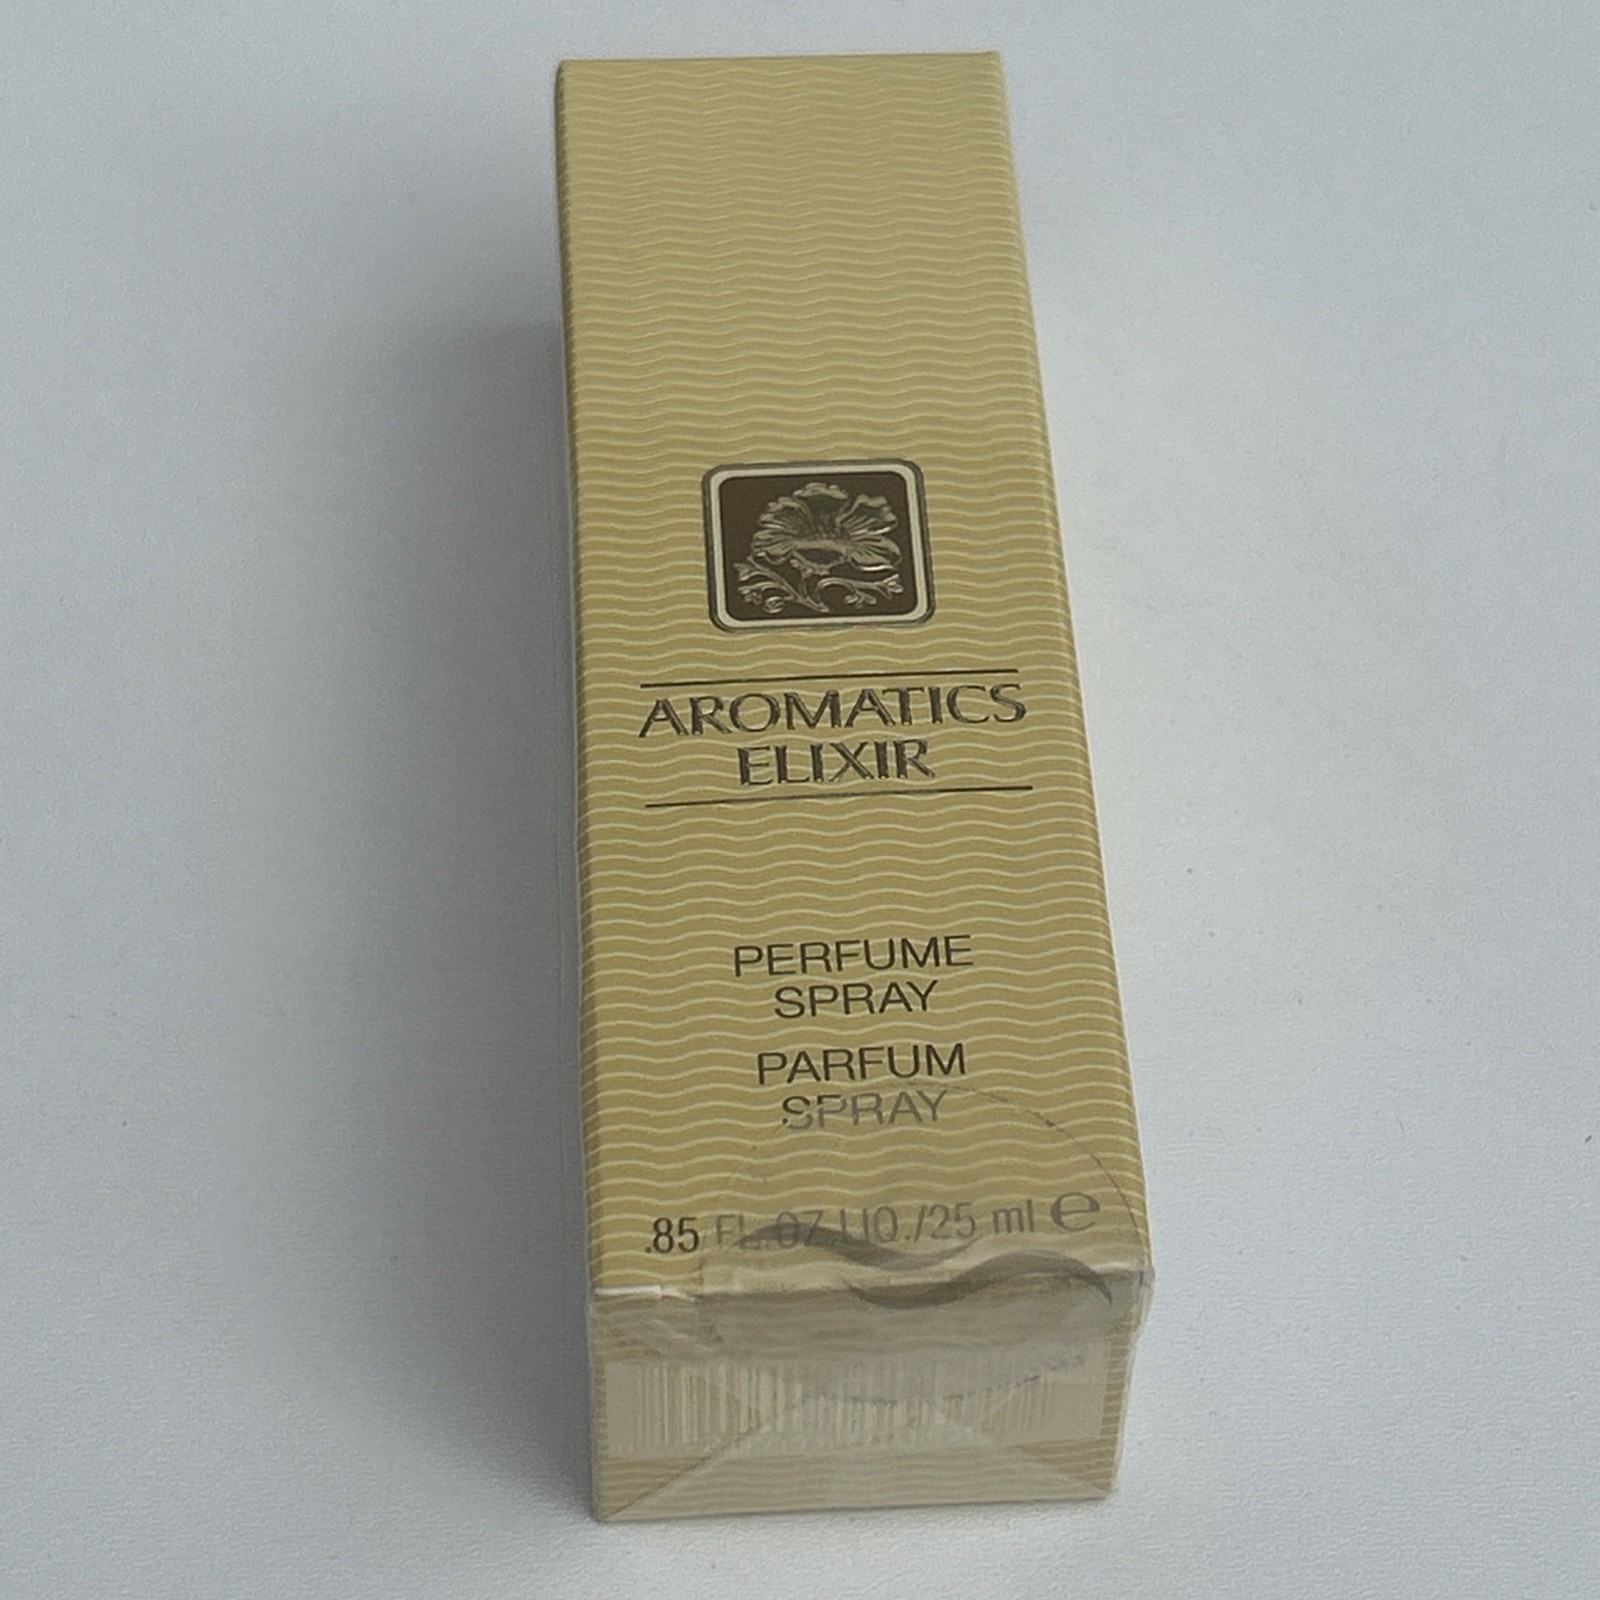 AROMATICS
ELIXIR
PERFUME
SPRAY
PARFUM
SPRAY
.85 FL.OZ.LIQ./25 ml ℮